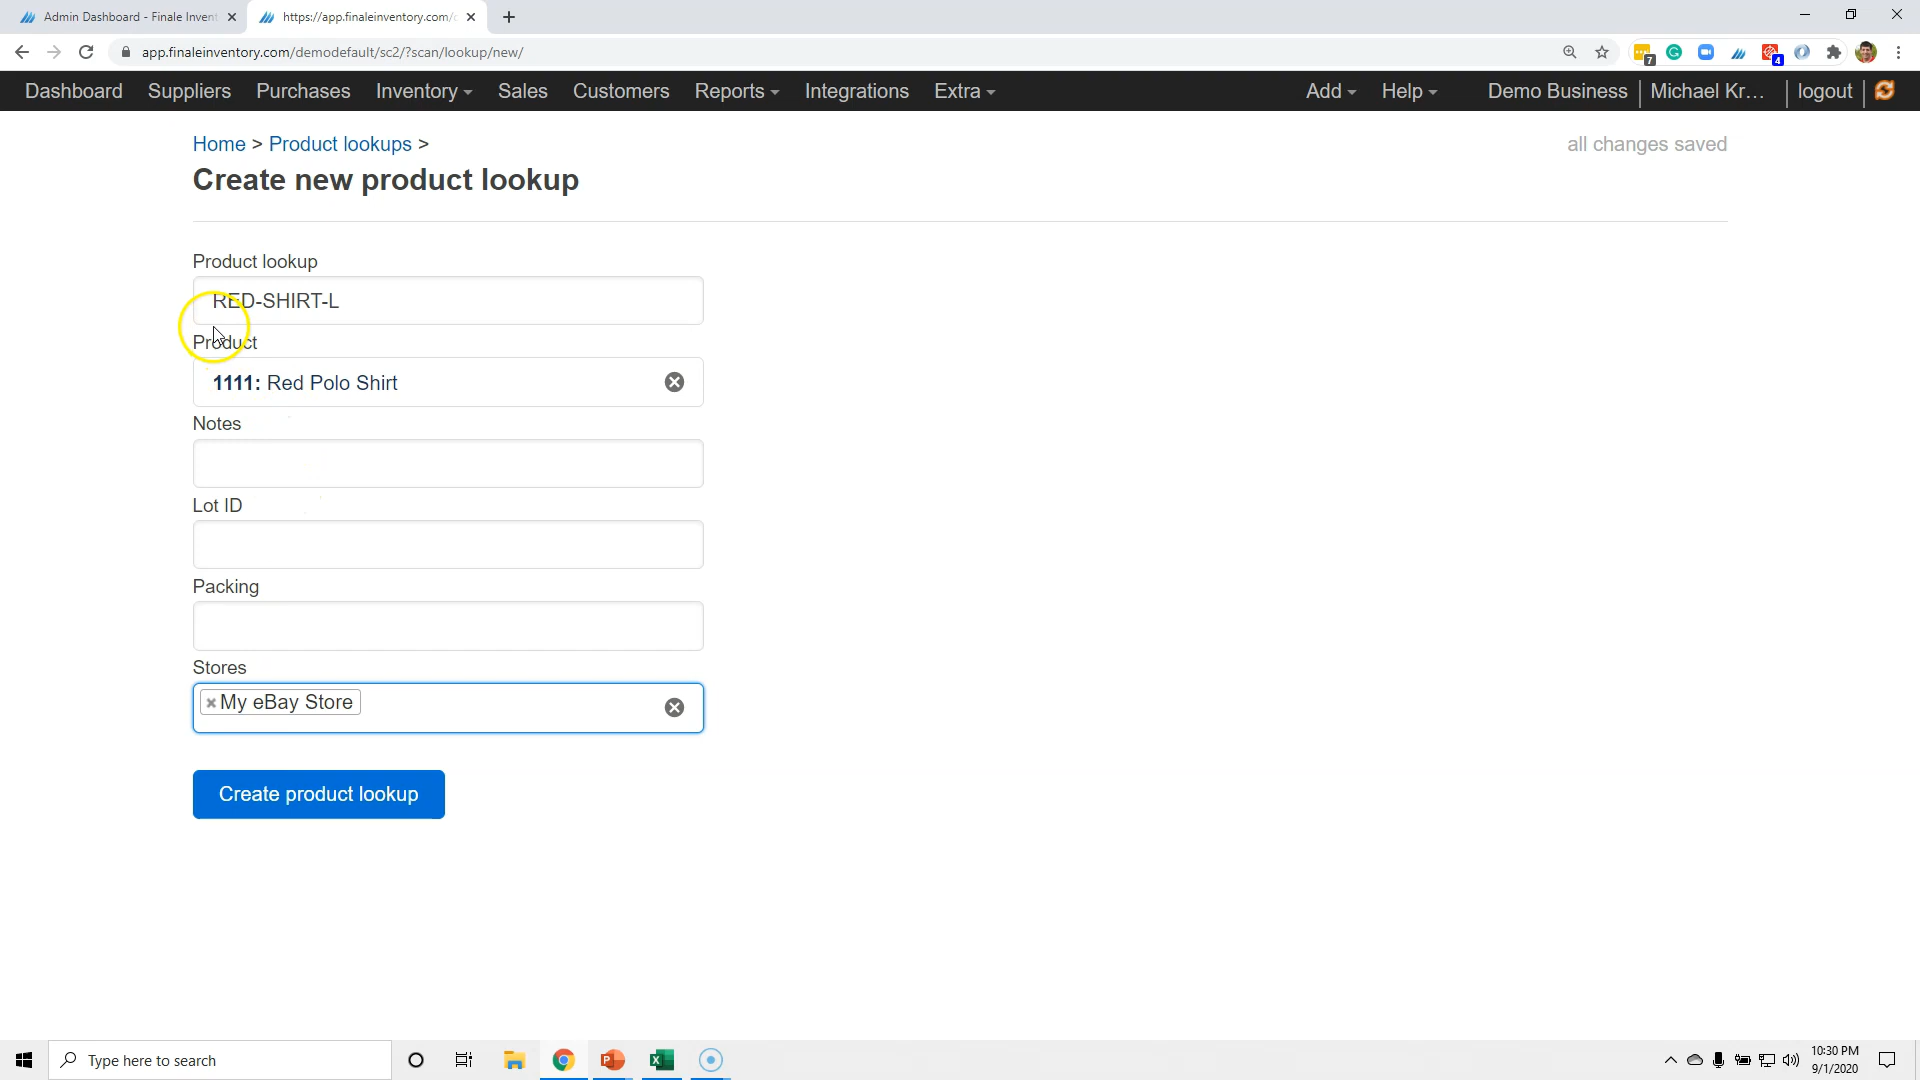 Admin Dashboard - Finale Invent
https://app.finaleinventory.com/
app.finaleinventory.com/demodefault/sc2/?scan/lookup/new/
7
4
Dashboard Suppliers Purchases Inventory Sales Customers Reports Integrations Extra Add Help Demo Business Michael Kr... logout
Home > Product lookups >
all changes saved
Create new product lookup
Product lookup
RED-SHIRT-L
Product
1111: Red Polo Shirt
Notes
Lot ID
Packing
Stores
My eBay Store
Create product lookup
Type here to search
10:30 PM
9/1/2020